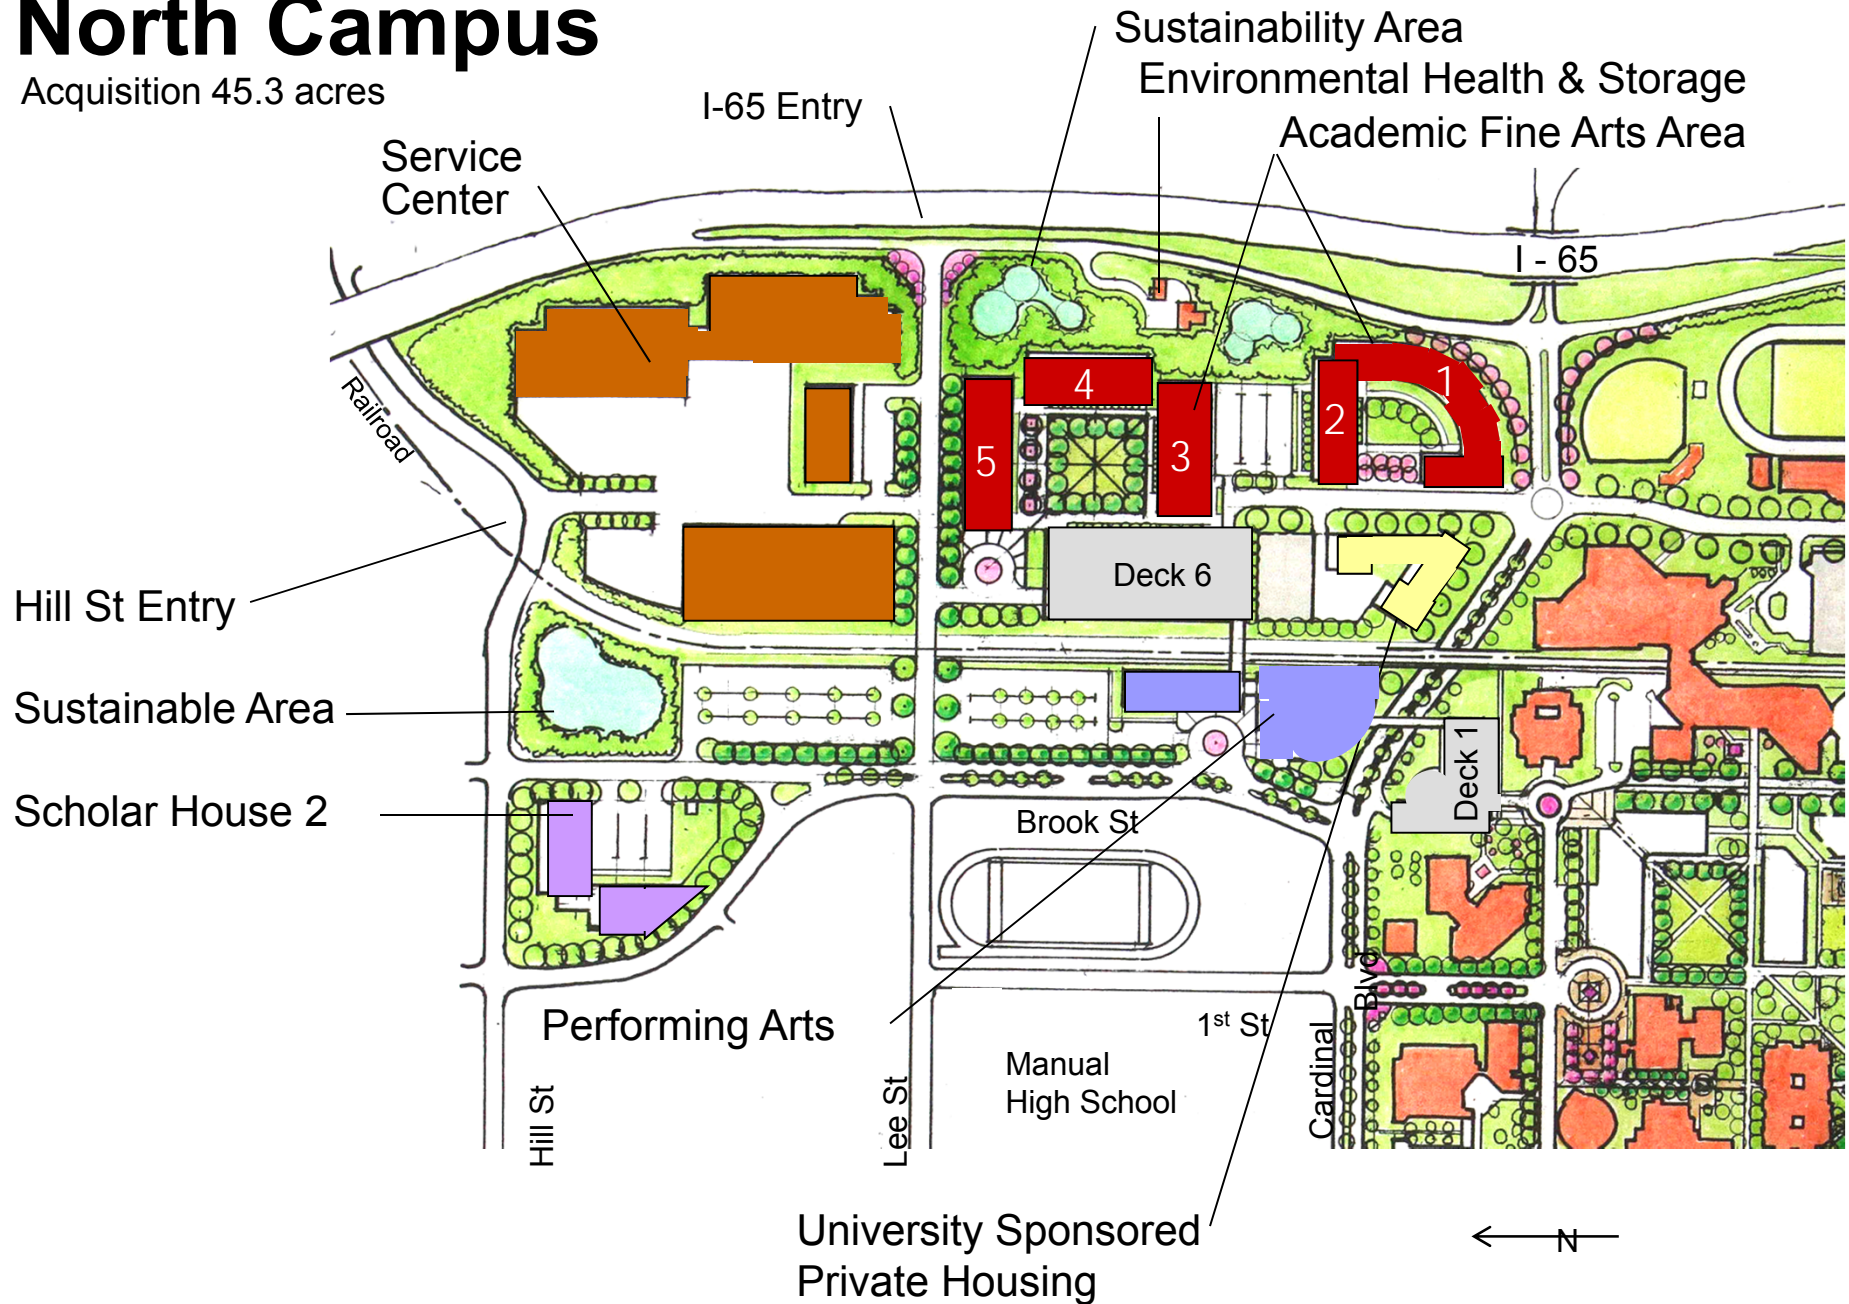 North Campus
Acquisition 45.3 acres
Sustainability Area
Environmental Health & Storage
Academic Fine Arts Area
I-65 Entry
Service
Center
I - 65
Railroad
1
2
3
4
5
Deck 6
Hill St Entry
Sustainable Area
Deck 1
Scholar House 2
Brook St
Performing Arts
1st St
Manual
High School
Hill St
Lee St
Cardinal
Blvd
University Sponsored
Private Housing
N